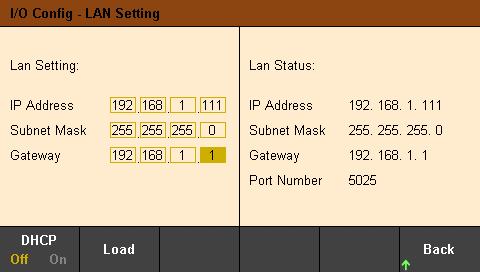 I/O Config - LAN Setting
Lan Setting:
IP Address 192.168.1.111
Subnet Mask 255.255.255.0
Gateway 192.168.1.1
Lan Status:
IP Address 192. 168. 1. 111
Subnet Mask 255. 255. 255. 0
Gateway 192. 168. 1. 1
Port Number 5025
DHCP
Off On
Load
Back